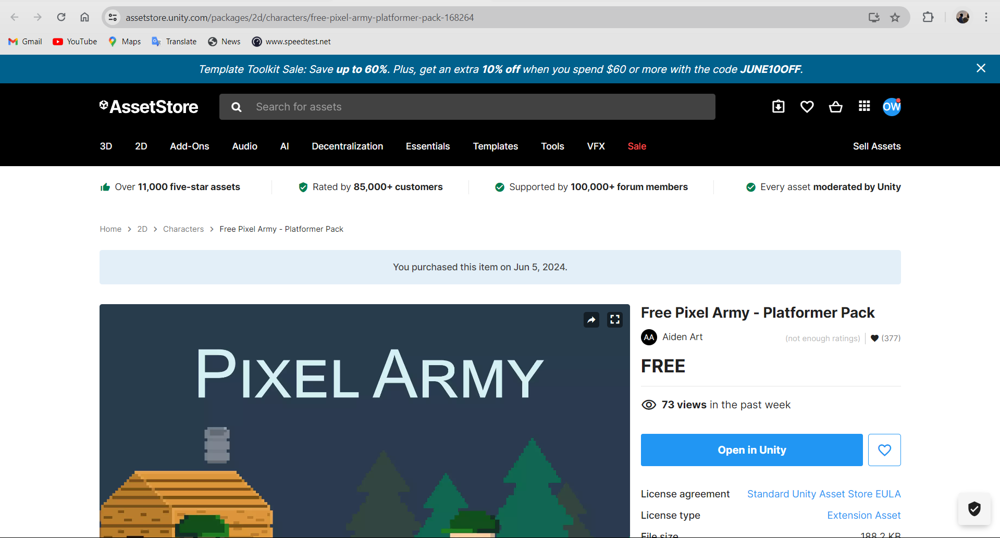 assetstore.unity.com/packages/2d/characters/free-pixel-army-platformer-pack-168264
Gmail YouTube Maps Translate News www.speedtest.net
Template Toolkit Sale: Save up to 60%. Plus, get an extra 10% off when you spend $60 or more with the code JUNE10OFF.
AssetStore Search for assets OW
3D 2D Add-Ons Audio AI Decentralization Essentials Templates Tools VFX Sale Sell Assets
Over 11,000 five-star assets Rated by 85,000+ customers Supported by 100,000+ forum members Every asset moderated by Unity
Home > 2D > Characters > Free Pixel Army - Platformer Pack
You purchased this item on Jun 5, 2024.
PIXEL ARMY
Free Pixel Army - Platformer Pack
AA Aiden Art (not enough ratings) (377)
FREE
73 views in the past week
Open in Unity
License agreement Standard Unity Asset Store EULA
License type Extension Asset
File size 188.2 KB